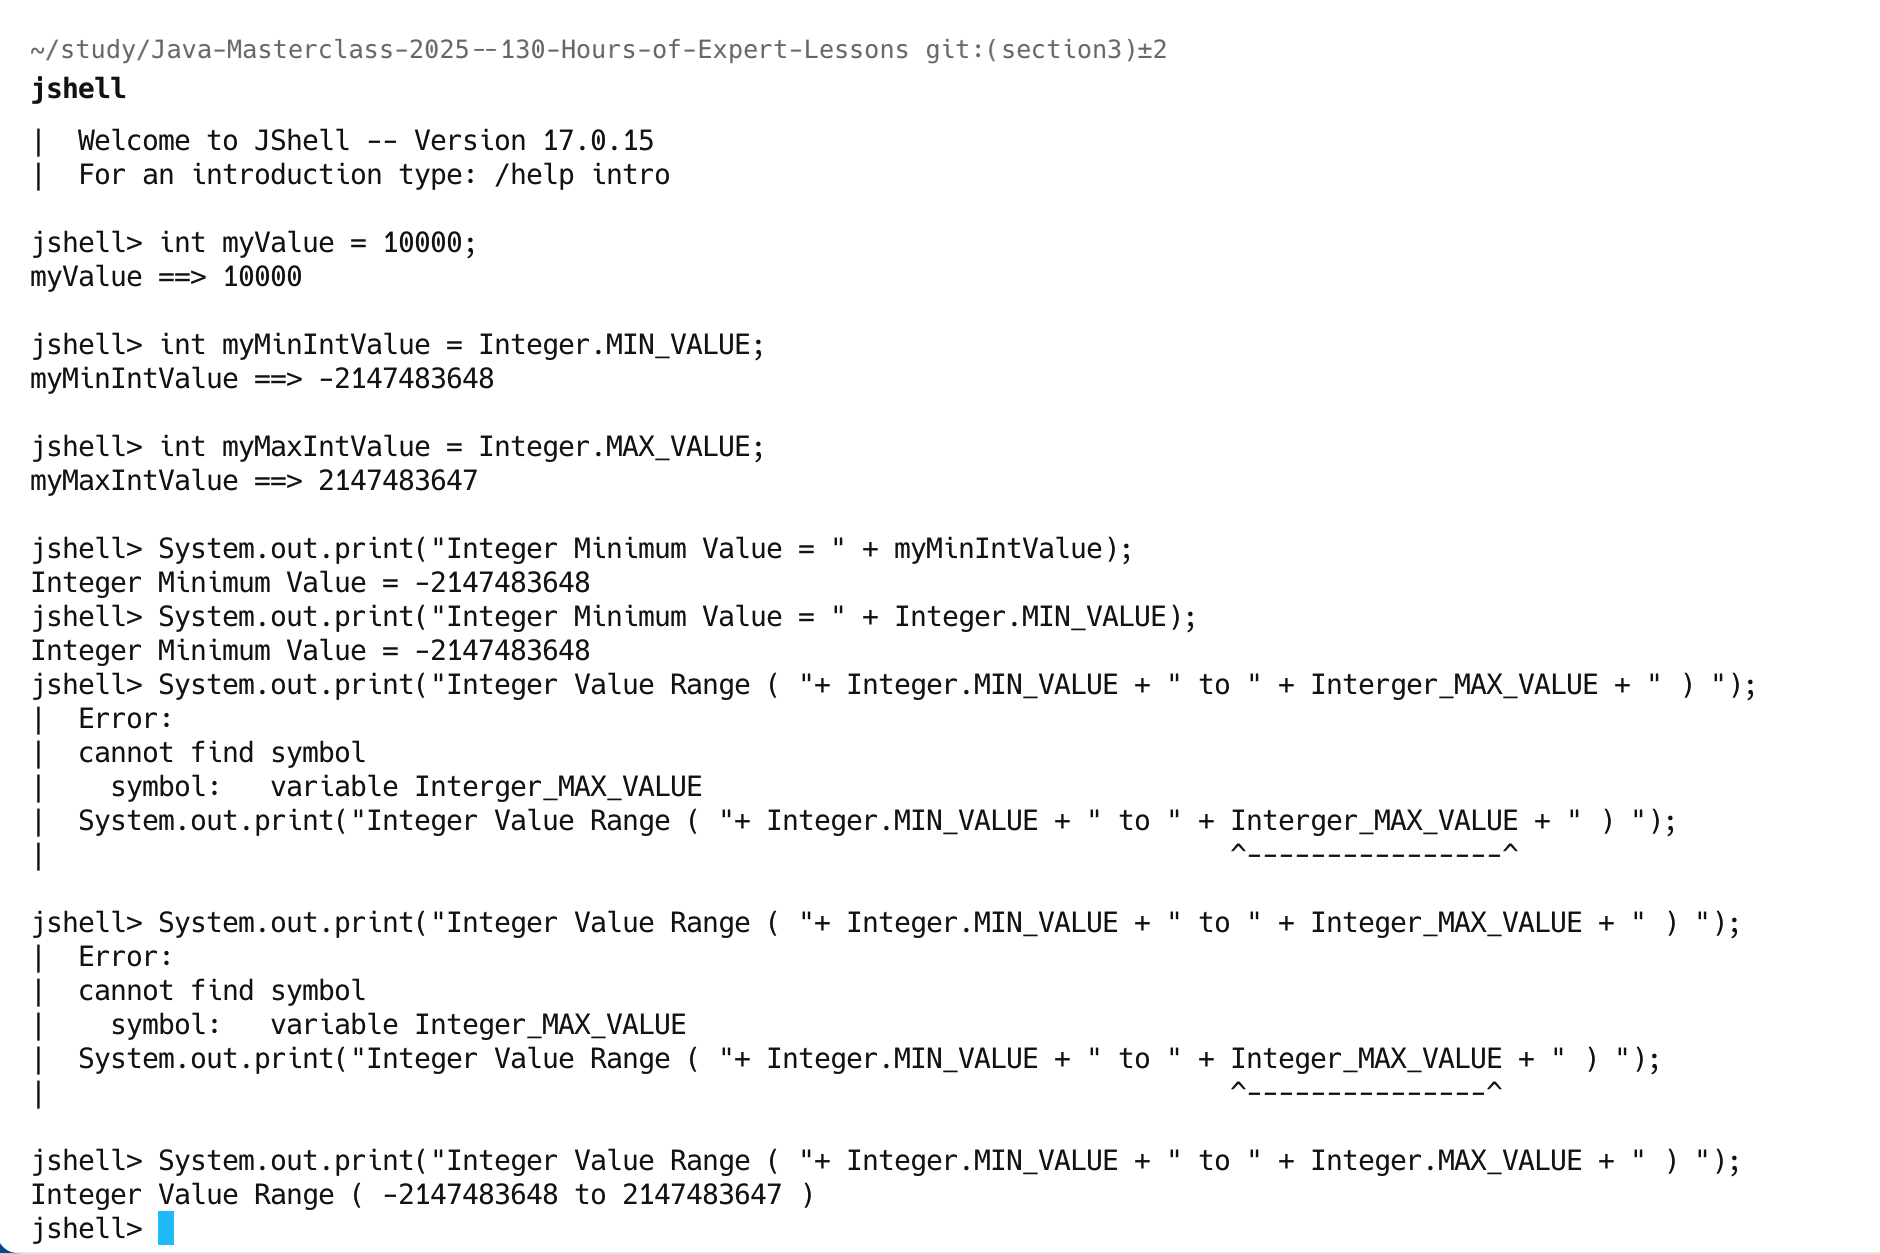 ~/study/Java-Masterclass-2025--130-Hours-of-Expert-Lessons git:(section3)±2
jshell
|  Welcome to JShell -- Version 17.0.15
|  For an introduction type: /help intro

jshell> int myValue = 10000;
myValue ==> 10000

jshell> int myMinIntValue = Integer.MIN_VALUE;
myMinIntValue ==> -2147483648

jshell> int myMaxIntValue = Integer.MAX_VALUE;
myMaxIntValue ==> 2147483647

jshell> System.out.print("Integer Minimum Value = " + myMinIntValue);
Integer Minimum Value = -2147483648
jshell> System.out.print("Integer Minimum Value = " + Integer.MIN_VALUE);
Integer Minimum Value = -2147483648
jshell> System.out.print("Integer Value Range ( "+ Integer.MIN_VALUE + " to " + Interger_MAX_VALUE + " ) ");
|  Error:
|  cannot find symbol
|    symbol:   variable Interger_MAX_VALUE
|  System.out.print("Integer Value Range ( "+ Integer.MIN_VALUE + " to " + Interger_MAX_VALUE + " ) ");
|                                                                          ^----------------^

jshell> System.out.print("Integer Value Range ( "+ Integer.MIN_VALUE + " to " + Integer_MAX_VALUE + " ) ");
|  Error:
|  cannot find symbol
|    symbol:   variable Integer_MAX_VALUE
|  System.out.print("Integer Value Range ( "+ Integer.MIN_VALUE + " to " + Integer_MAX_VALUE + " ) ");
|                                                                          ^---------------^

jshell> System.out.print("Integer Value Range ( "+ Integer.MIN_VALUE + " to " + Integer.MAX_VALUE + " ) ");
Integer Value Range ( -2147483648 to 2147483647 )
jshell>